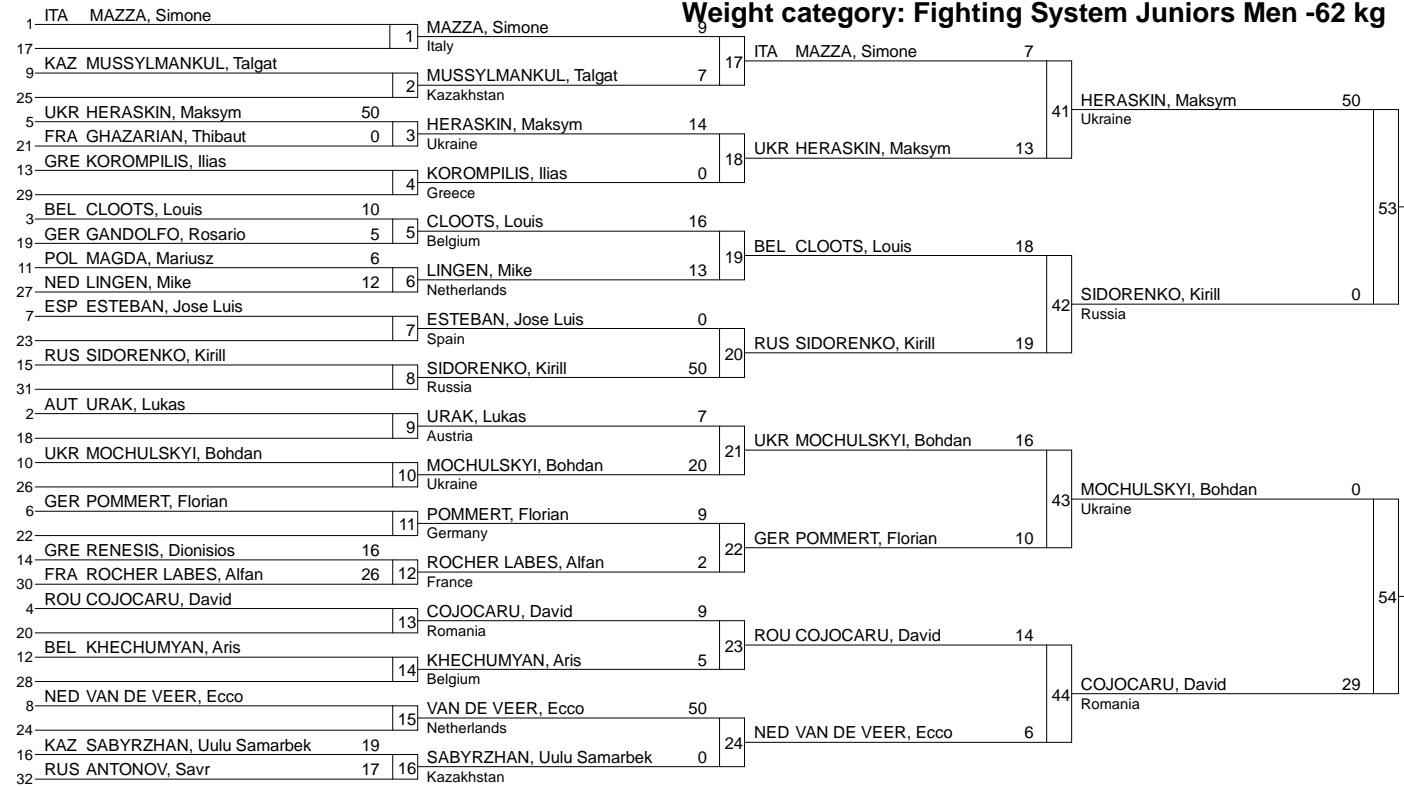 Weight category: Fighting System Juniors Men -62 kg
1 ITA MAZZA, Simone
17
1
9 KAZ MUSSYLMANKUL, Talgat
25
2
5 UKR HERASKIN, Maksym 50
21 FRA GHAZARIAN, Thibaut 0
3
13 GRE KOROMPILIS, Ilias
29
4
3 BEL CLOOTS, Louis 10
19 GER GANDOLFO, Rosario 5
5
11 POL MAGDA, Mariusz 6
27 NED LINGEN, Mike 12
6
7 ESP ESTEBAN, Jose Luis
23
7
15 RUS SIDORENKO, Kirill
31
8
2 AUT URAK, Lukas
18
9
10 UKR MOCHULSKYI, Bohdan
26
10
6 GER POMMERT, Florian
22
11
14 GRE RENESIS, Dionisios 16
30 FRA ROCHER LABES, Alfan 26
12
4 ROU COJOCARU, David
20
13
12 BEL KHECHUMYAN, Aris
28
14
8 NED VAN DE VEER, Ecco
24
15
16 KAZ SABYRZHAN, Uulu Samarbek 19
32 RUS ANTONOV, Savr 17
16
MAZZA, Simone 9
Italy
17
MUSSYLMANKUL, Talgat 7
Kazakhstan
HERASKIN, Maksym 14
Ukraine
18
KOROMPILIS, Ilias 0
Greece
CLOOTS, Louis 16
Belgium
19
LINGEN, Mike 13
Netherlands
ESTEBAN, Jose Luis 0
Spain
20
SIDORENKO, Kirill 50
Russia
URAK, Lukas 7
Austria
21
MOCHULSKYI, Bohdan 20
Ukraine
POMMERT, Florian 9
Germany
22
ROCHER LABES, Alfan 2
France
COJOCARU, David 9
Romania
23
KHECHUMYAN, Aris 5
Belgium
VAN DE VEER, Ecco 50
Netherlands
24
SABYRZHAN, Uulu Samarbek 0
Kazakhstan
ITA MAZZA, Simone 7
41
UKR HERASKIN, Maksym 13
BEL CLOOTS, Louis 18
42
RUS SIDORENKO, Kirill 19
UKR MOCHULSKYI, Bohdan 16
43
GER POMMERT, Florian 10
ROU COJOCARU, David 14
44
NED VAN DE VEER, Ecco 6
HERASKIN, Maksym 50
Ukraine
53
SIDORENKO, Kirill 0
Russia
MOCHULSKYI, Bohdan 0
Ukraine
54
COJOCARU, David 29
Romania